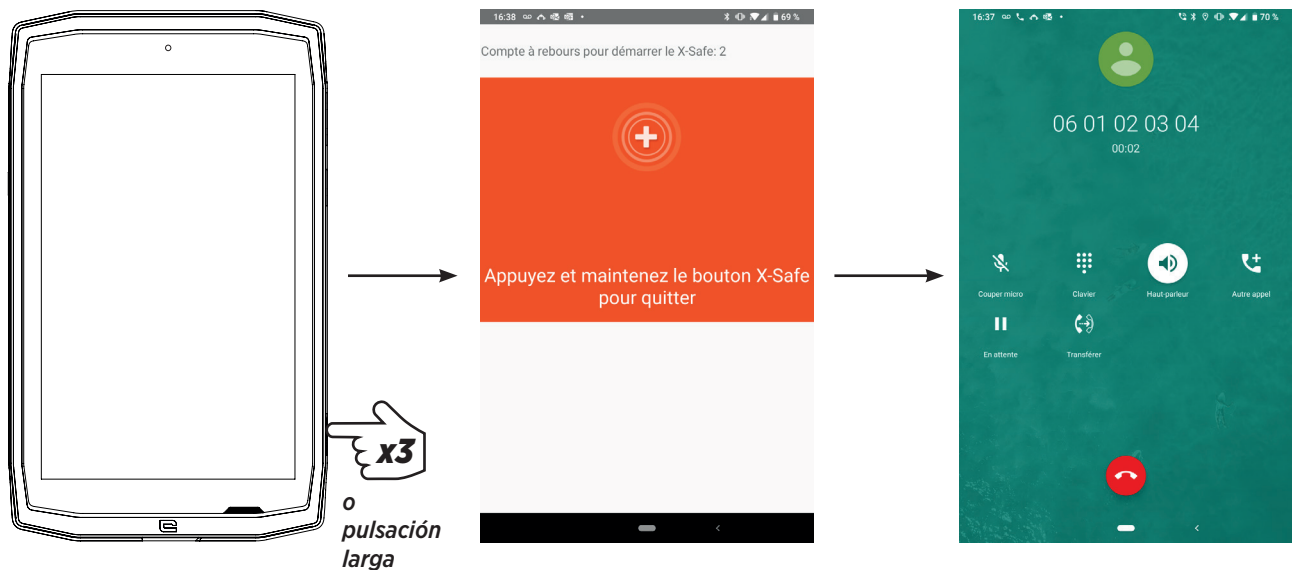 x3
o
pulsación
larga
16:38
69 %
Compte à rebours pour démarrer le X-Safe: 2
Appuyez et maintenez le bouton X-Safe
pour quitter
16:37
70 %
06 01 02 03 04
00:02
Couper micro
Clavier
Haut-parleur
Autre appel
En attente
Transférer